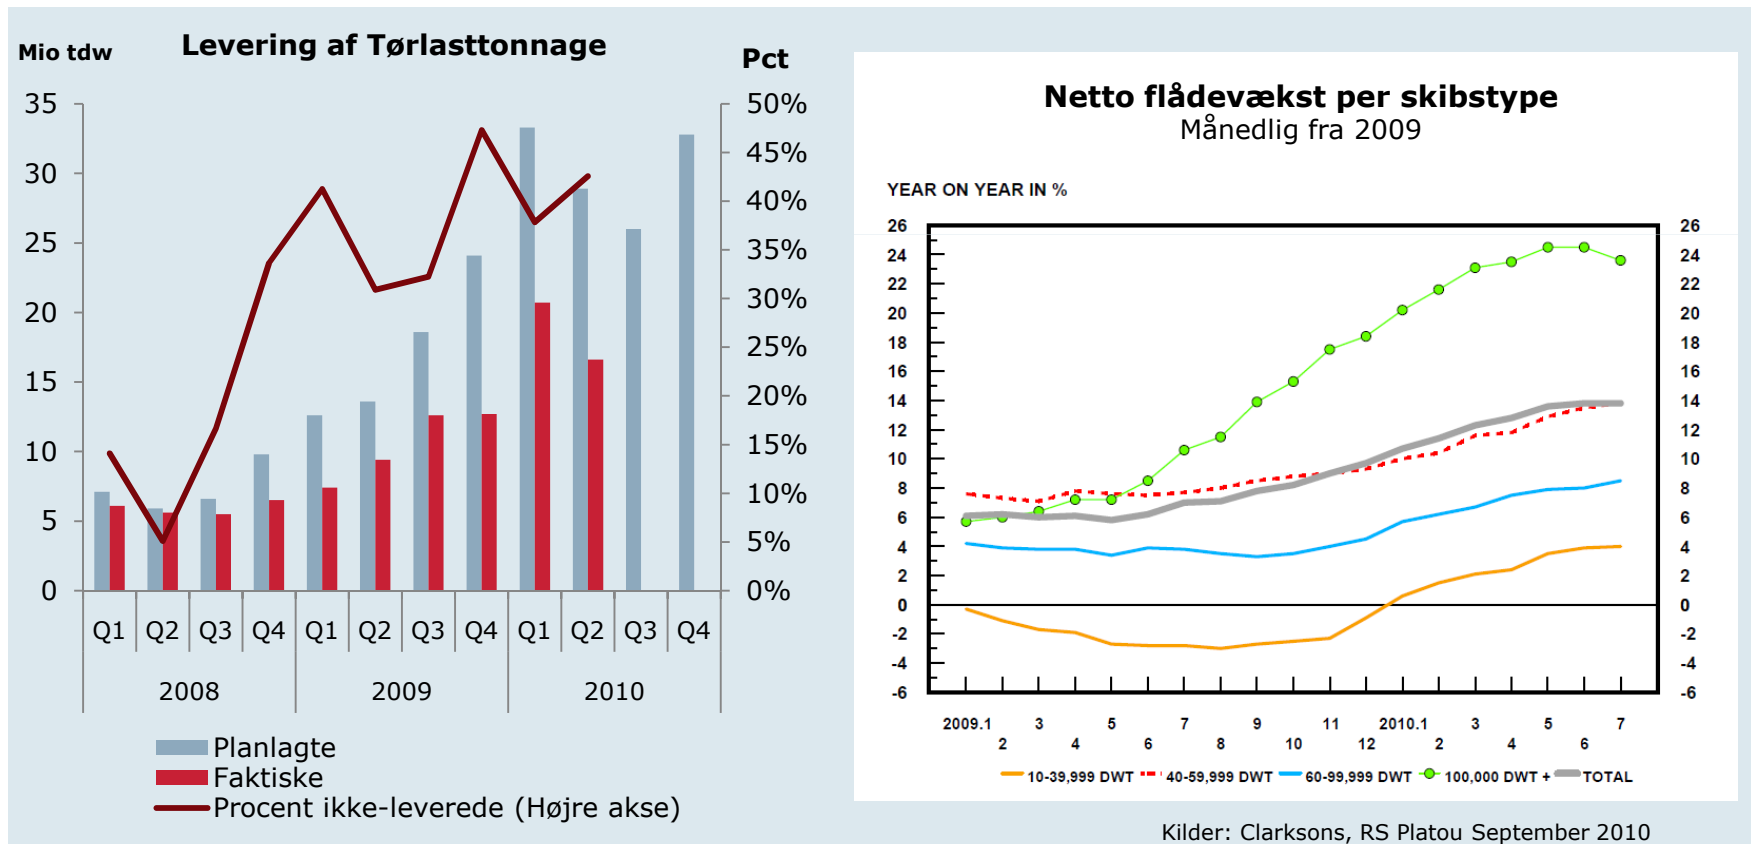 Levering af Tørlasttonnage
Mio tdw
Pct
35
30
25
20
15
10
5
0
50%
45%
40%
35%
30%
25%
20%
15%
10%
5%
0%
Q1 Q2 Q3 Q4 Q1 Q2 Q3 Q4 Q1 Q2 Q3 Q4
2008 2009 2010
Planlagte
Faktiske
Procent ikke-leverede (Højre akse)
Netto flådevækst per skibstype
Månedlig fra 2009
YEAR ON YEAR IN %
26 26
24 24
22 22
20 20
18 18
16 16
14 14
12 12
10 10
8 8
6 6
4 4
2 2
0 0
-2 -2
-4 -4
-6 -6
2009.1 3 5 7 9 11 2010.1 3 5 7
2 4 6 8 10 12 2 4 6
10-39,999 DWT 40-59,999 DWT 60-99,999 DWT 100,000 DWT + TOTAL
Kilder: Clarksons, RS Platou September 2010